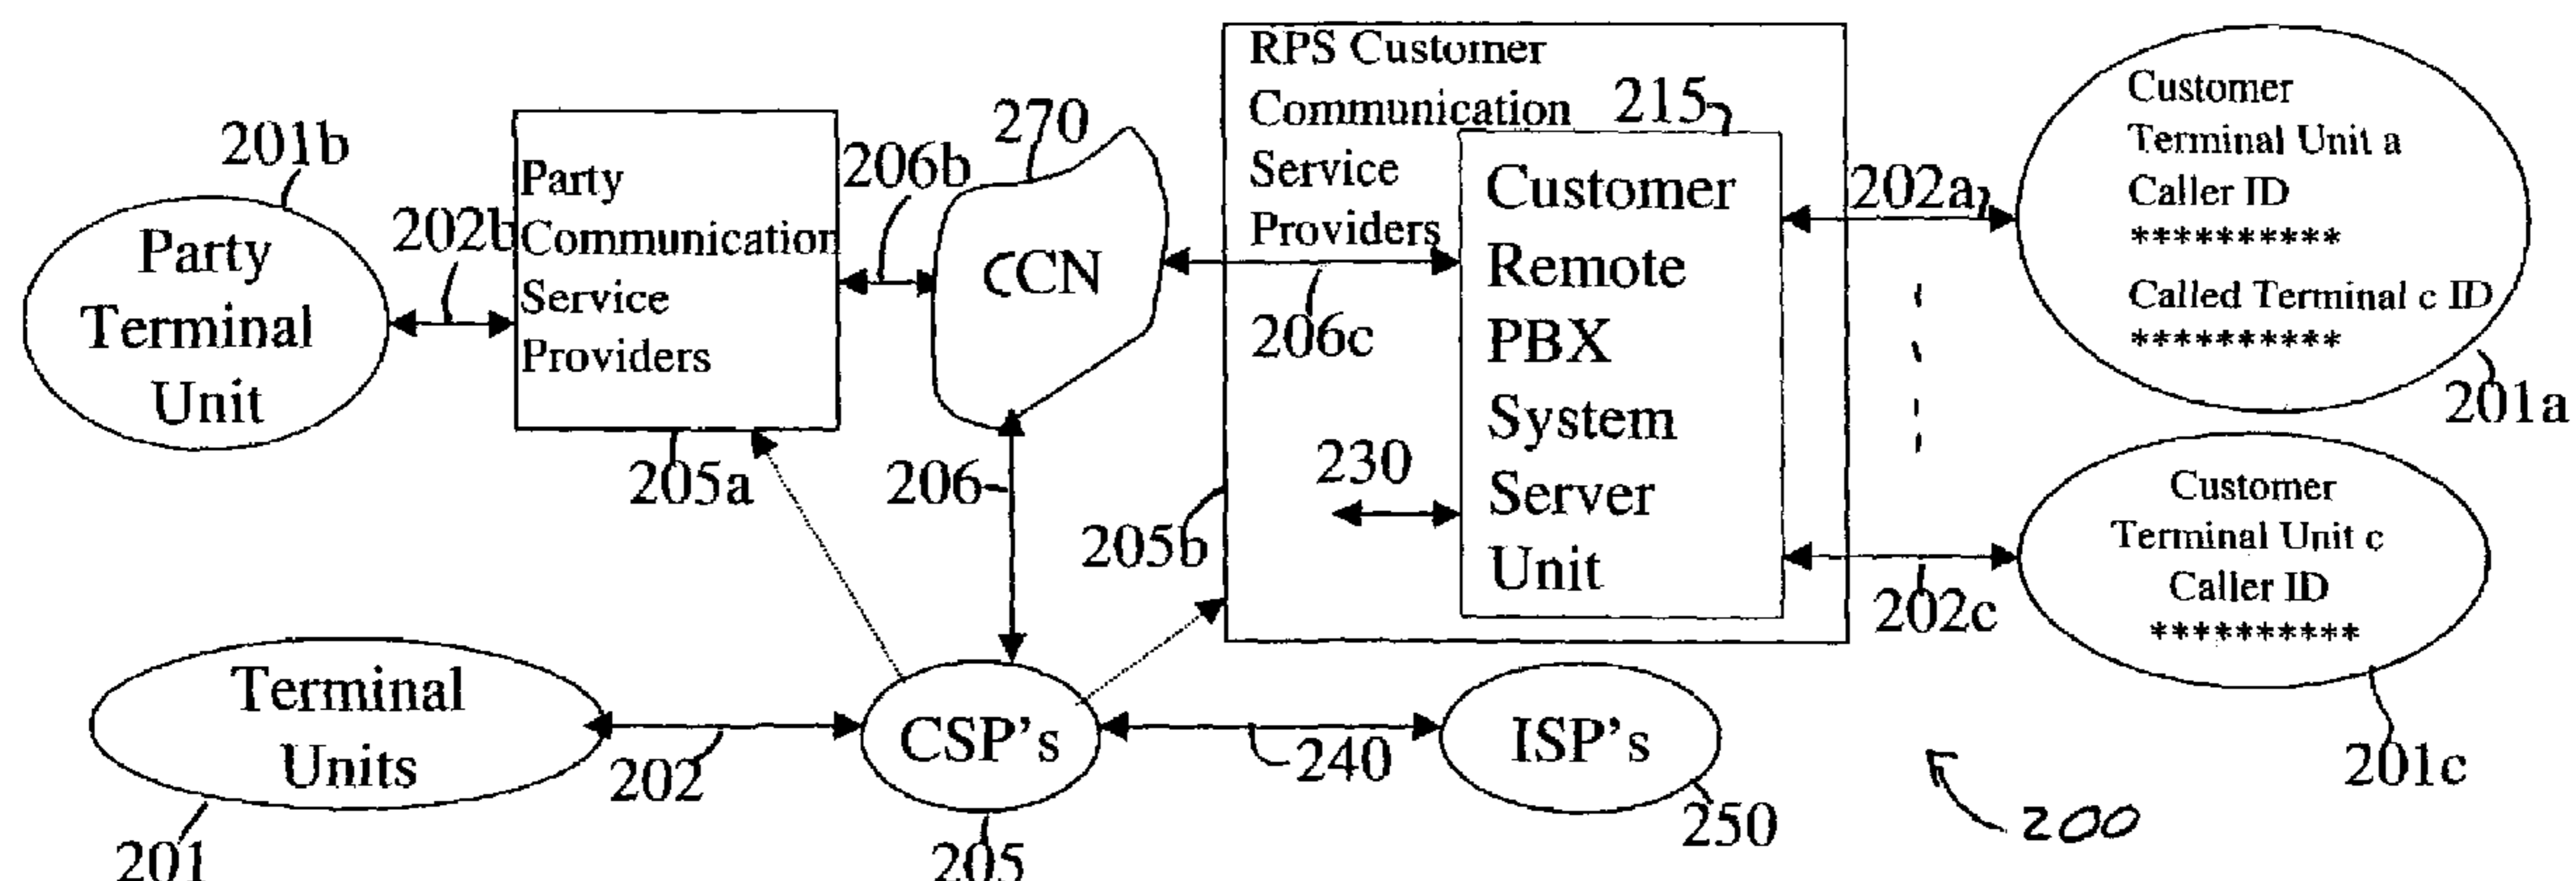 201b
Party
Terminal
Unit
202b
Party
Communication
Service
Providers
205a
206b
270
CCN
206
RPS Customer
Communication
Service
Providers
206c
205b
215
Customer
Remote
PBX
System
Server
Unit
230
202a
Customer
Terminal Unit a
Caller ID
**********
Called Terminal c ID
**********
201a
202c
Customer
Terminal Unit c
Caller ID
**********
201c
Terminal
Units
201
202
CSP's
205
240
ISP's
250
200